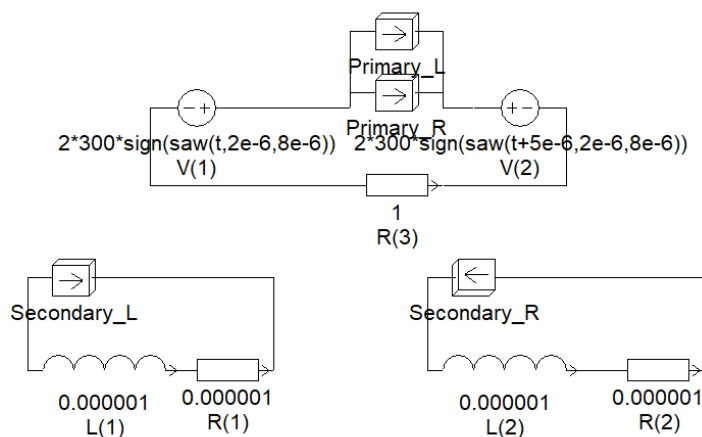 Primary_L
Primary_R
- +
+ -
2*300*sign(saw(t,2e-6,8e-6))
2*300*sign(saw(t+5e-6,2e-6,8e-6))
V(1)
V(2)
1
R(3)
Secondary_L
Secondary_R
0.000001
0.000001
0.000001
0.000001
L(1)
R(1)
L(2)
R(2)